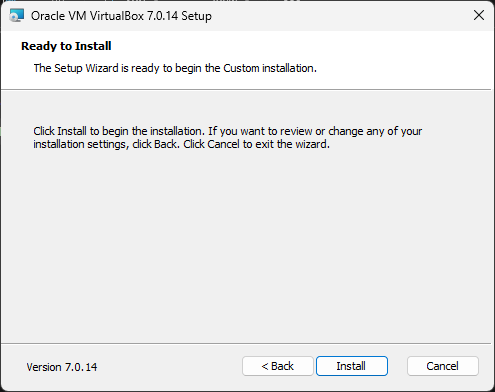 Oracle VM VirtualBox 7.0.14 Setup
Ready to Install
The Setup Wizard is ready to begin the Custom installation.
Click Install to begin the installation. If you want to review or change any of your
installation settings, click Back. Click Cancel to exit the wizard.
Version 7.0.14
< Back
Install
Cancel